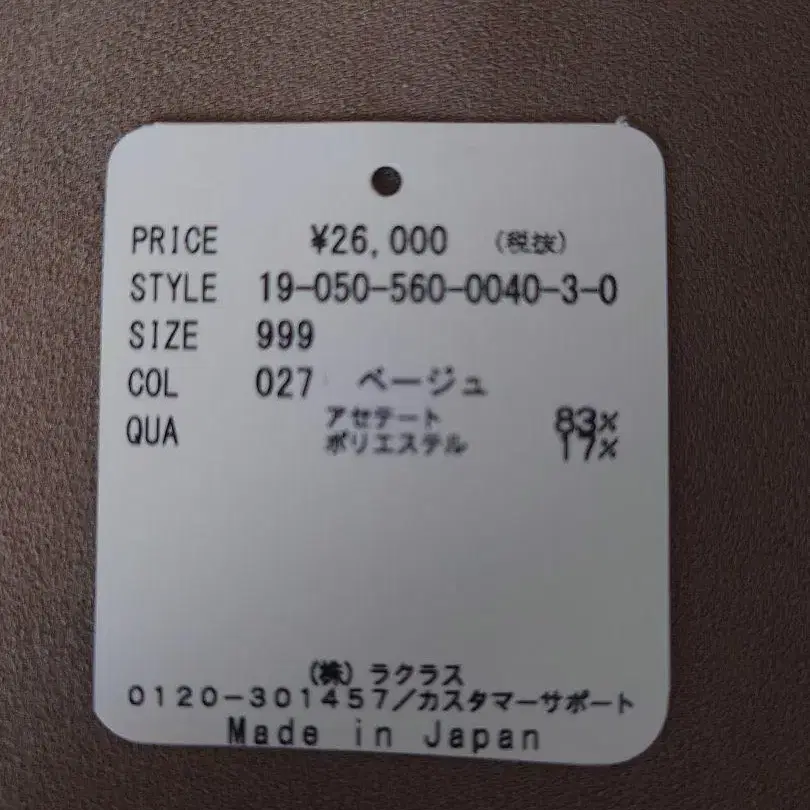 PRICE ¥26,000 (税抜)
STYLE 19-050-560-0040-3-0
SIZE 999
COL 027 ベージュ
QUA アセテート 83%
ポリエステル 17%
(株) ラクラス
0120-301457/カスタマーサポート
Made in Japan